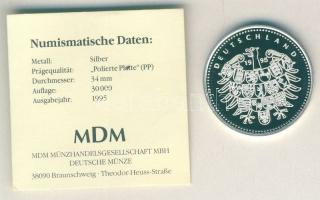 Numismatische Daten:
Metall: Silber
Prägequalität: „Polierte Platte" (PP)
Durchmesser: 34 mm
Auflage: 30 000
Ausgabejahr: 1995
MDM
MDM MÜNZHANDELSGESELLSCHAFT MBH
DEUTSCHE MÜNZE
38090 Braunschweig · Theodor-Heuss-Straße
DEUTSCHLAND
1995